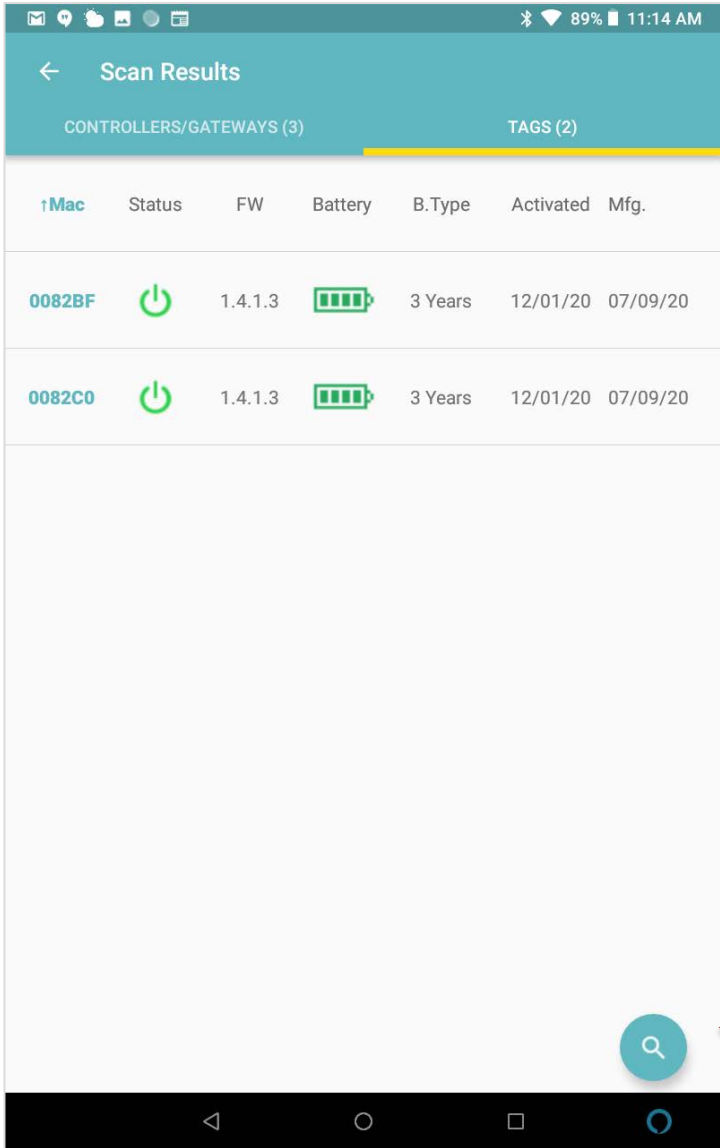 89% 11:14 AM
← Scan Results
CONTROLLERS/GATEWAYS (3) TAGS (2)
↑Mac Status FW Battery B.Type Activated Mfg.
0082BF 1.4.1.3 3 Years 12/01/20 07/09/20
0082C0 1.4.1.3 3 Years 12/01/20 07/09/20